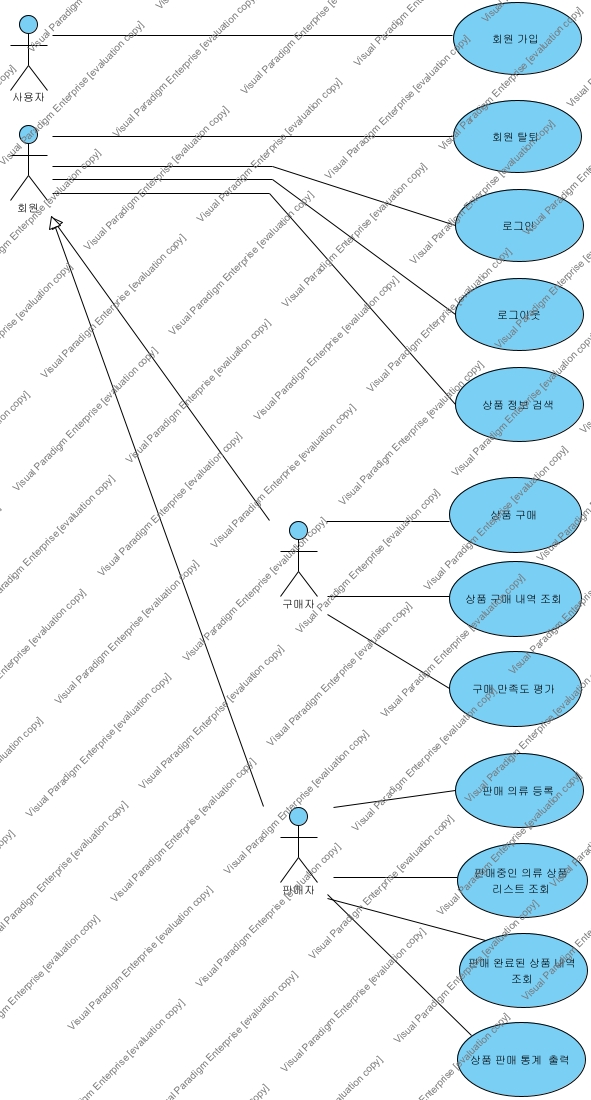 회원 가입
사용자
회원 탈퇴
회원
로그인
로그아웃
상품 정보 검색
상품 구매
구매자
상품 구매 내역 조회
구매 만족도 평가
판매 의류 등록
판매자
판매중인 의류 상품
리스트 조회
판매 완료된 상품 내역
조회
상품 판매 통계 출력
Visual Paradigm Enterprise [evaluation copy]